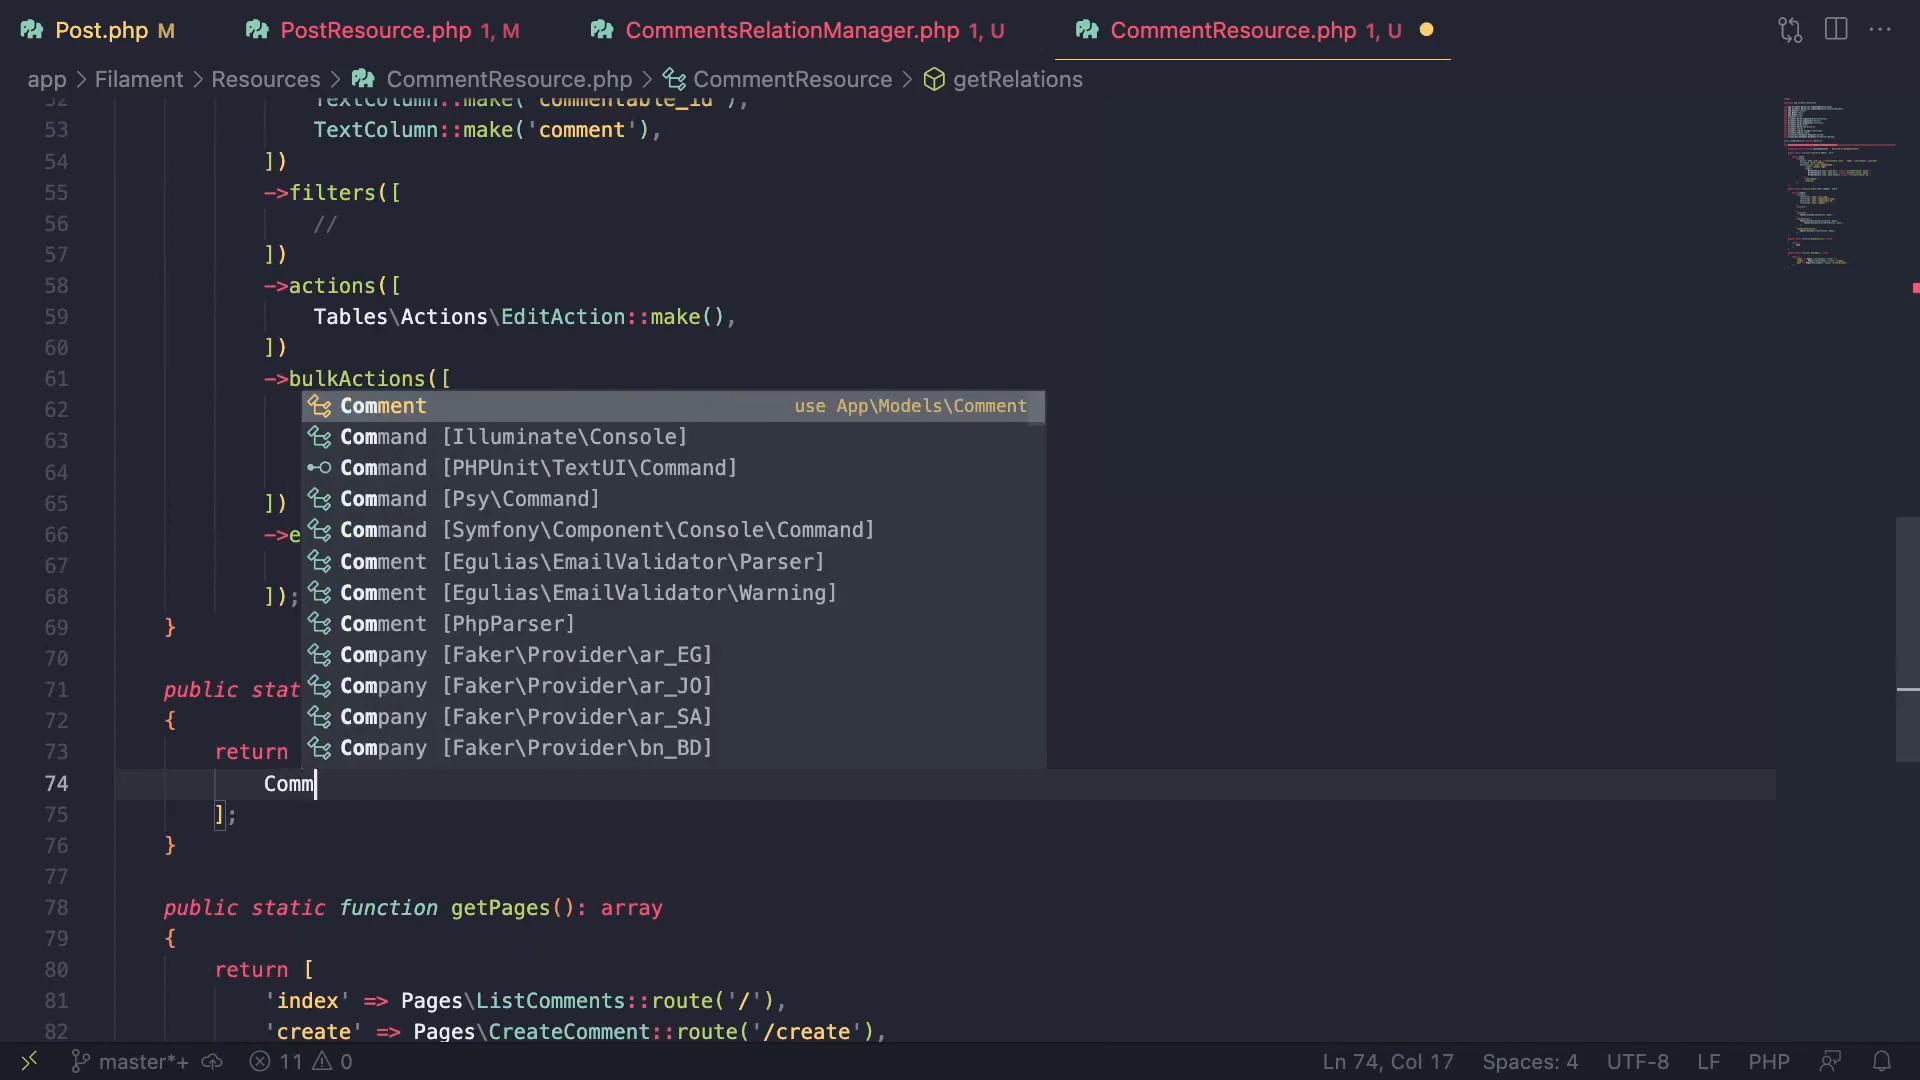 Post.php M
PostResource.php 1, M
CommentsRelationManager.php 1, U
CommentResource.php 1, U
app > Filament > Resources > CommentResource.php > CommentResource > getRelations
52 TextColumn::make('commentable_id'),
53 TextColumn::make('comment'),
54 ])
55 ->filters([
56 //
57 ])
58 ->actions([
59 Tables\Actions\EditAction::make(),
60 ])
61 ->bulkActions([
62 Comment use App\Models\Comment
63 Command [Illuminate\Console]
64 Command [PHPUnit\TextUI\Command]
65 ]) Command [Psy\Command]
66 ->e Command [Symfony\Component\Console\Command]
67 Comment [Egulias\EmailValidator\Parser]
68 ]); Comment [Egulias\EmailValidator\Warning]
69 } Comment [PhpParser]
70 Company [Faker\Provider\ar_EG]
71 public stat Company [Faker\Provider\ar_JO]
72 { Company [Faker\Provider\ar_SA]
73 return Company [Faker\Provider\bn_BD]
74 Comm
75 ];
76 }
77
78 public static function getPages(): array
79 {
80 return [
81 'index' => Pages\ListComments::route('/'),
82 'create' => Pages\CreateComment::route('/create'),
master*+ 11 0 Ln 74, Col 17 Spaces: 4 UTF-8 LF PHP